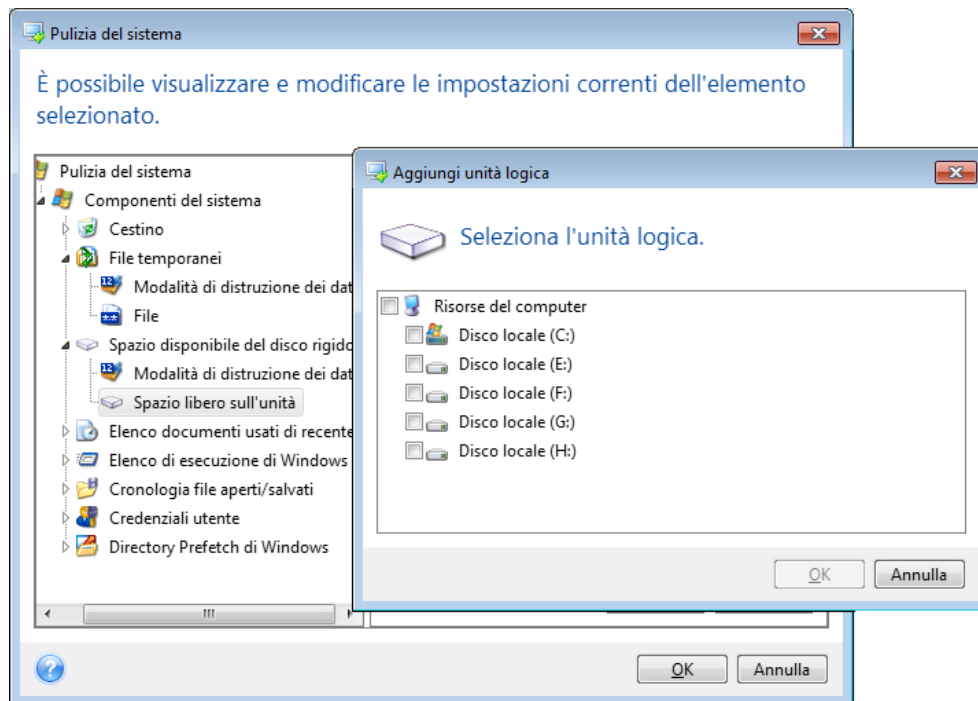 Pulizia del sistema
È possibile visualizzare e modificare le impostazioni correnti dell'elemento
selezionato.
Pulizia del sistema
Componenti del sistema
Cestino
File temporanei
Modalità di distruzione dei dat
File
Spazio disponibile del disco rigido
Modalità di distruzione dei dat
Spazio libero sull'unità
Elenco documenti usati di recente
Elenco di esecuzione di Windows
Cronologia file aperti/salvati
Credenziali utente
Directory Prefetch di Windows
OK Annulla
Aggiungi unità logica
Seleziona l'unità logica.
Risorse del computer
Disco locale (C:)
Disco locale (E:)
Disco locale (F:)
Disco locale (G:)
Disco locale (H:)
OK Annulla